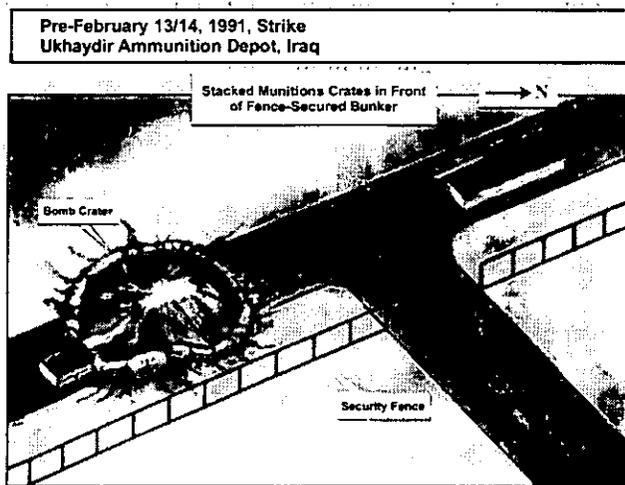 Pre-February 13/14, 1991, Strike
Ukhaydir Ammunition Depot, Iraq
Stacked Munitions Crates in Front
of Fence-Secured Bunker
N
Bomb Crater
Security Fence